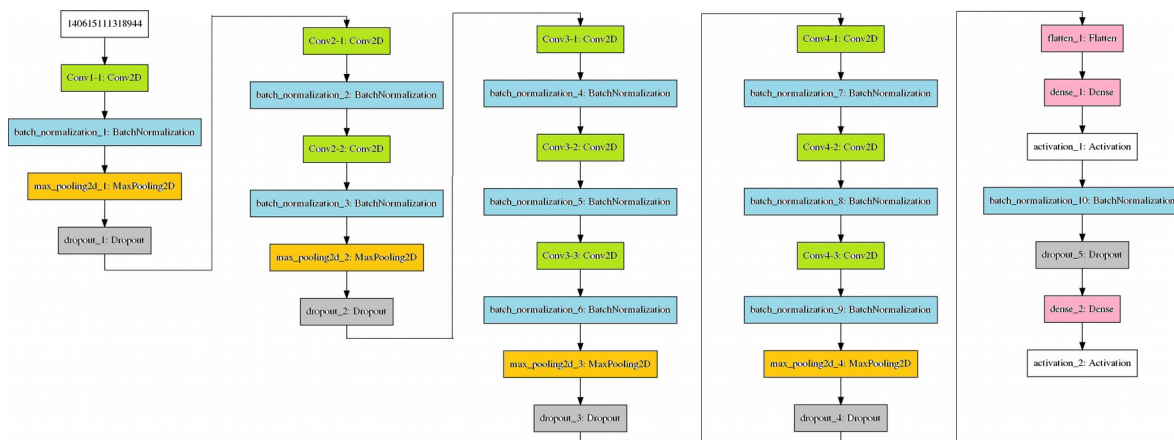 140615111318944
Conv1-1: Conv2D
batch_normalization_1: BatchNormalization
max_pooling2d_1: MaxPooling2D
dropout_1: Dropout
Conv2-1: Conv2D
batch_normalization_2: BatchNormalization
Conv2-2: Conv2D
batch_normalization_3: BatchNormalization
max_pooling2d_2: MaxPooling2D
dropout_2: Dropout
Conv3-1: Conv2D
batch_normalization_4: BatchNormalization
Conv3-2: Conv2D
batch_normalization_5: BatchNormalization
Conv3-3: Conv2D
batch_normalization_6: BatchNormalization
max_pooling2d_3: MaxPooling2D
dropout_3: Dropout
Conv4-1: Conv2D
batch_normalization_7: BatchNormalization
Conv4-2: Conv2D
batch_normalization_8: BatchNormalization
Conv4-3: Conv2D
batch_normalization_9: BatchNormalization
max_pooling2d_4: MaxPooling2D
dropout_4: Dropout
flatten_1: Flatten
dense_1: Dense
activation_1: Activation
batch_normalization_10: BatchNormalization
dropout_5: Dropout
dense_2: Dense
activation_2: Activation